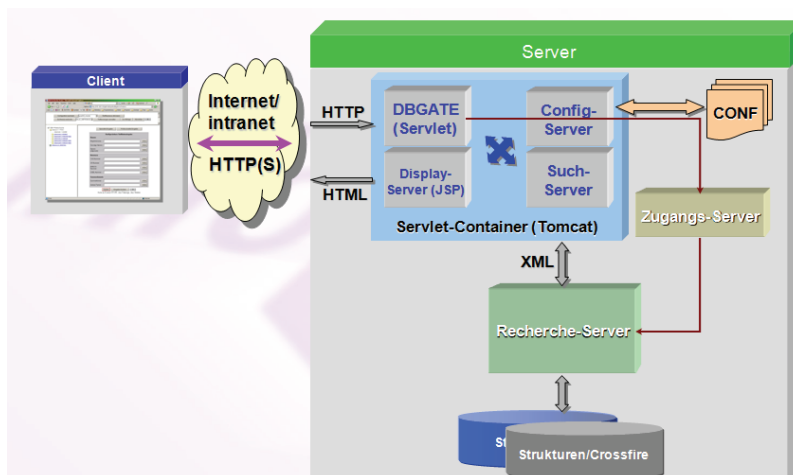 Server
Client
Internet/
intranet
HTTP(S)
HTTP
HTML
DBGATE
(Servlet)
Config-
Server
Display-
Server (JSP)
Such-
Server
Servlet-Container (Tomcat)
CONF
Zugangs-Server
XML
Recherche-Server
St
Strukturen/Crossfire